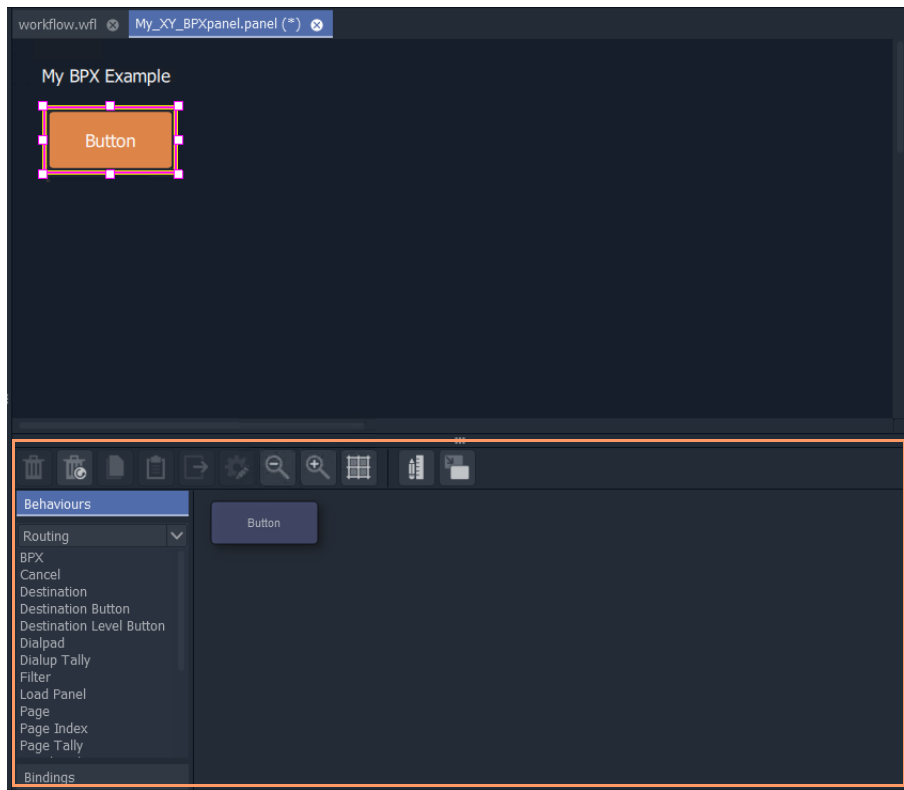 workflow.wfl My_XY_BPXpanel.panel (*)
My BPX Example
Button
Behaviours
Button
Routing
BPX
Cancel
Destination
Destination Button
Destination Level Button
Dialpad
Dialup Tally
Filter
Load Panel
Page
Page Index
Page Tally
Bindings